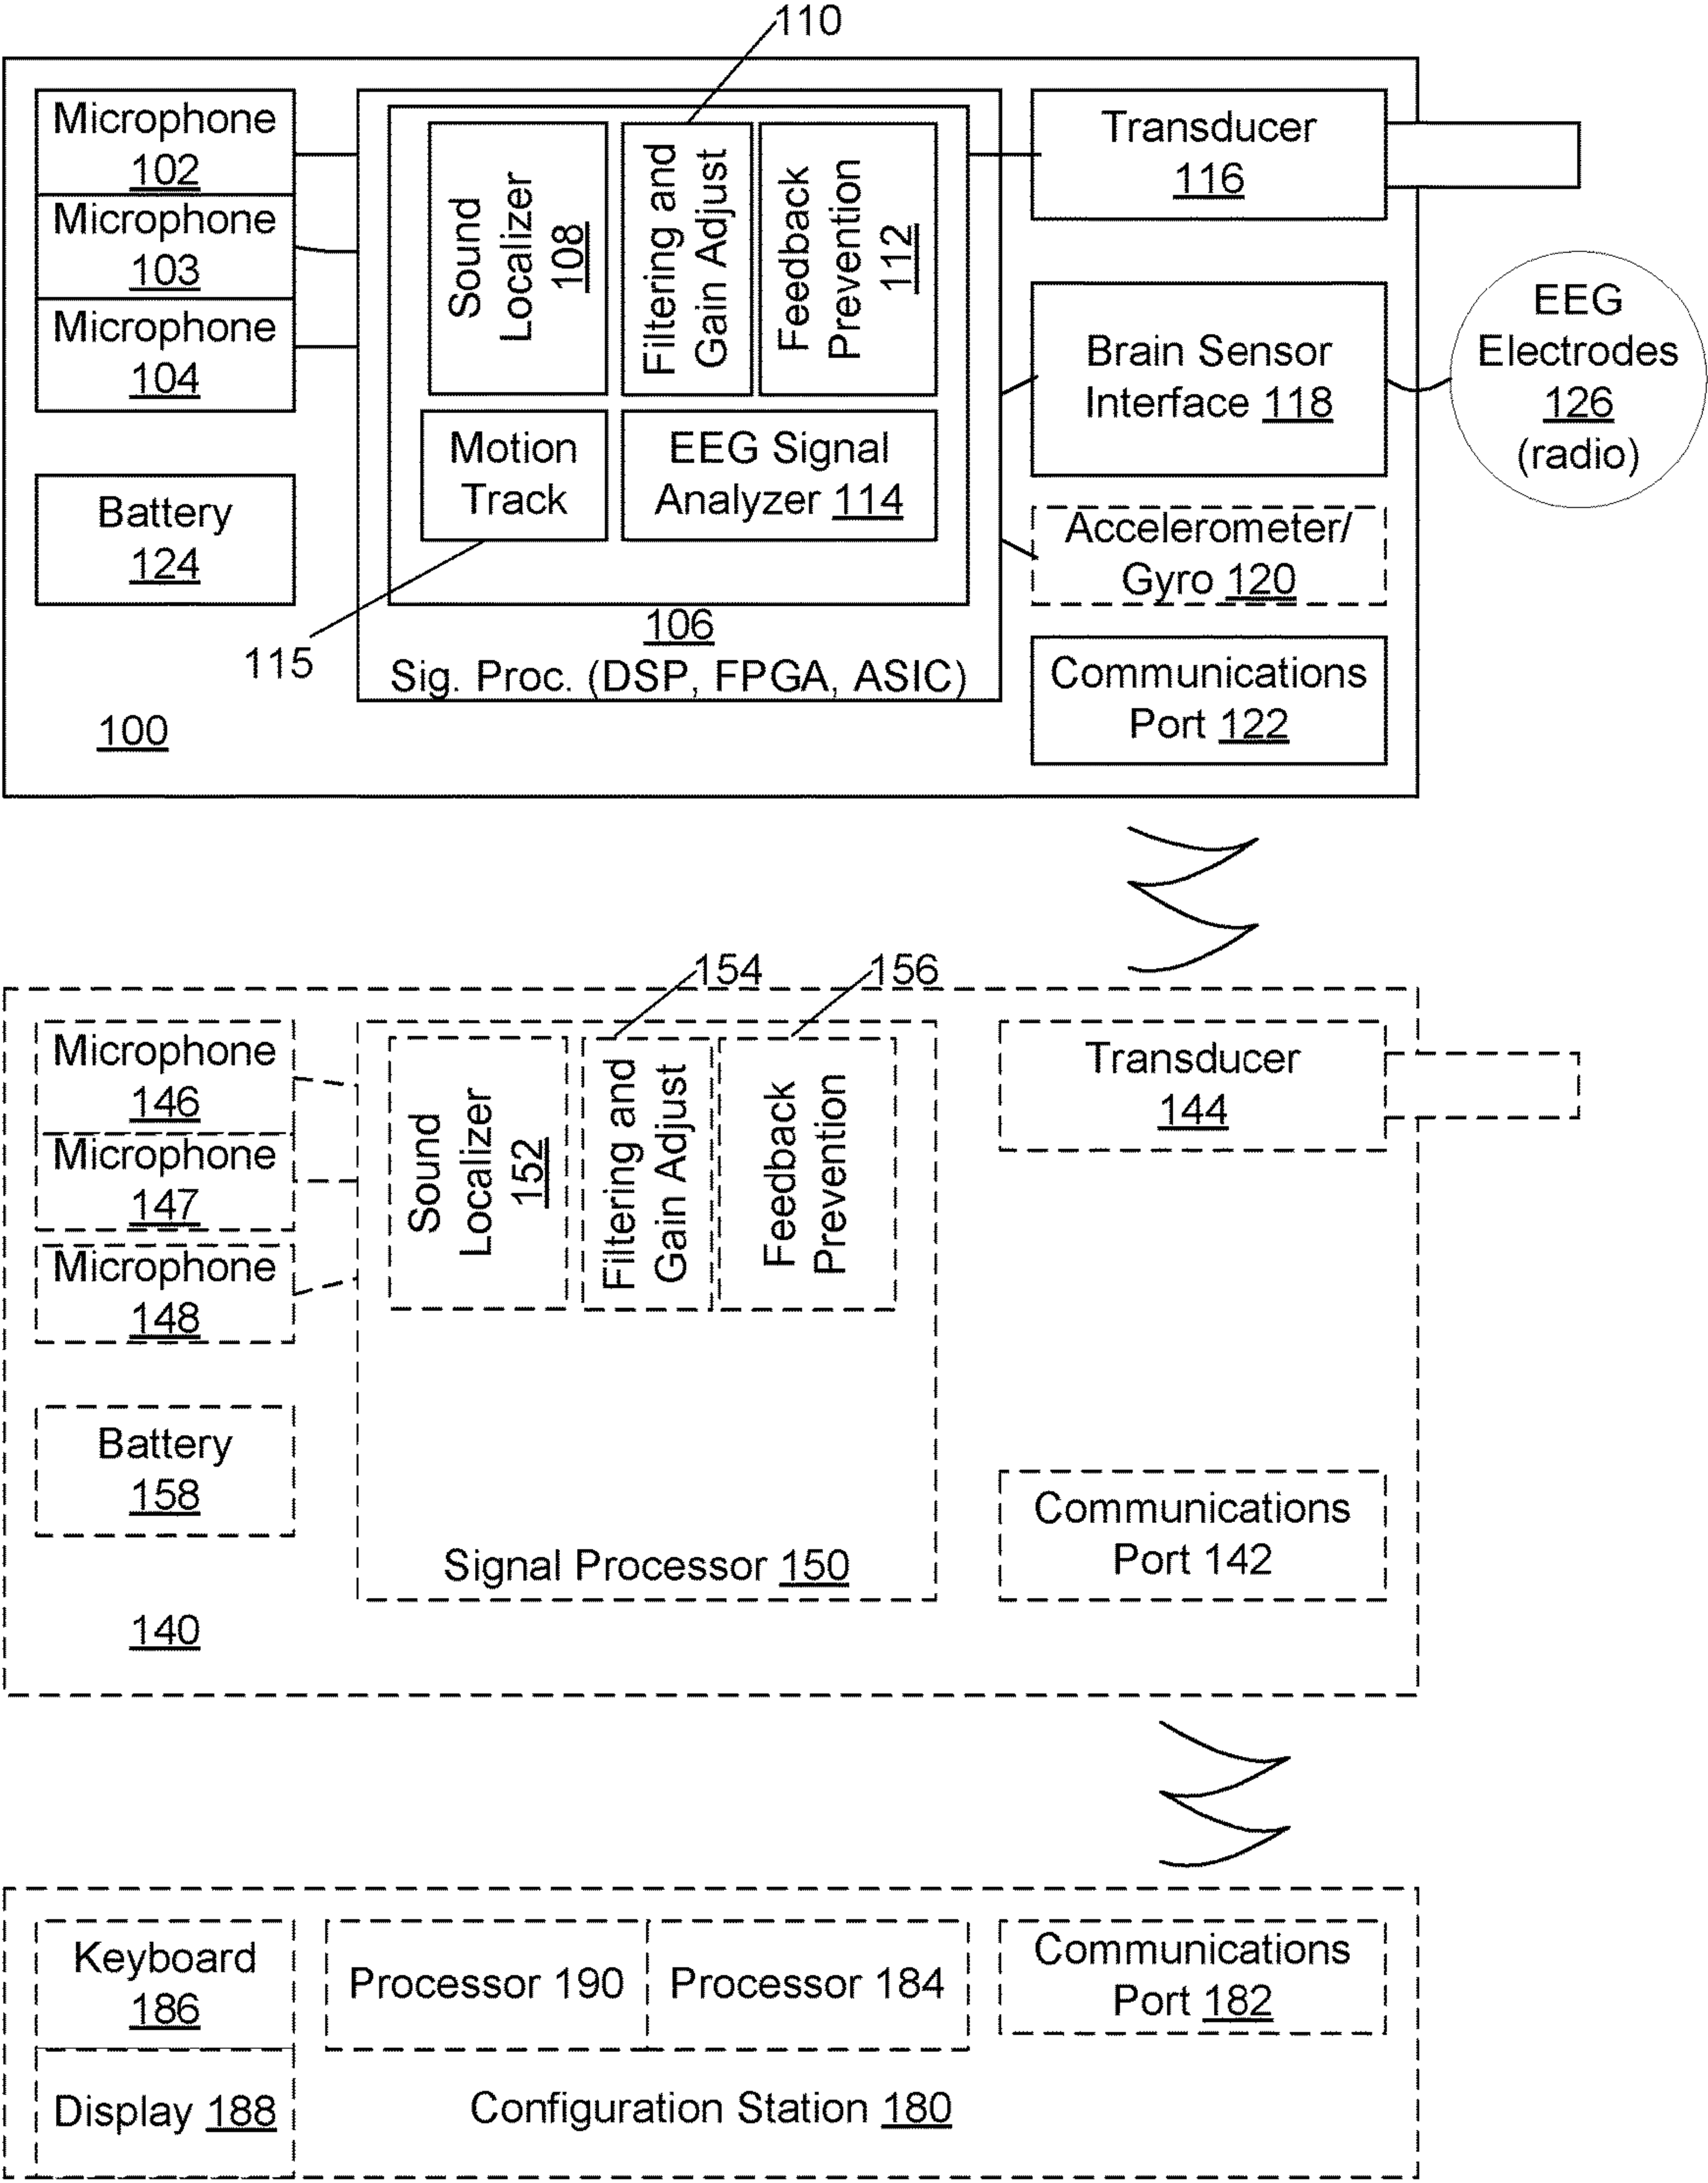 110
Microphone
102
Microphone
103
Microphone
104
Battery
124
Sound
Localizer
108
Filtering and
Gain Adjust
Feedback
Prevention
112
Motion
Track
EEG Signal
Analyzer 114
115
106
Sig. Proc. (DSP, FPGA, ASIC)
100
Transducer
116
Brain Sensor
Interface 118
EEG
Electrodes
126
(radio)
Accelerometer/
Gyro 120
Communications
Port 122
154
156
Microphone
146
Microphone
147
Microphone
148
Battery
158
Sound
Localizer
152
Filtering and
Gain Adjust
Feedback
Prevention
Signal Processor 150
140
Transducer
144
Communications
Port 142
Keyboard
186
Display 188
Processor 190
Processor 184
Communications
Port 182
Configuration Station 180